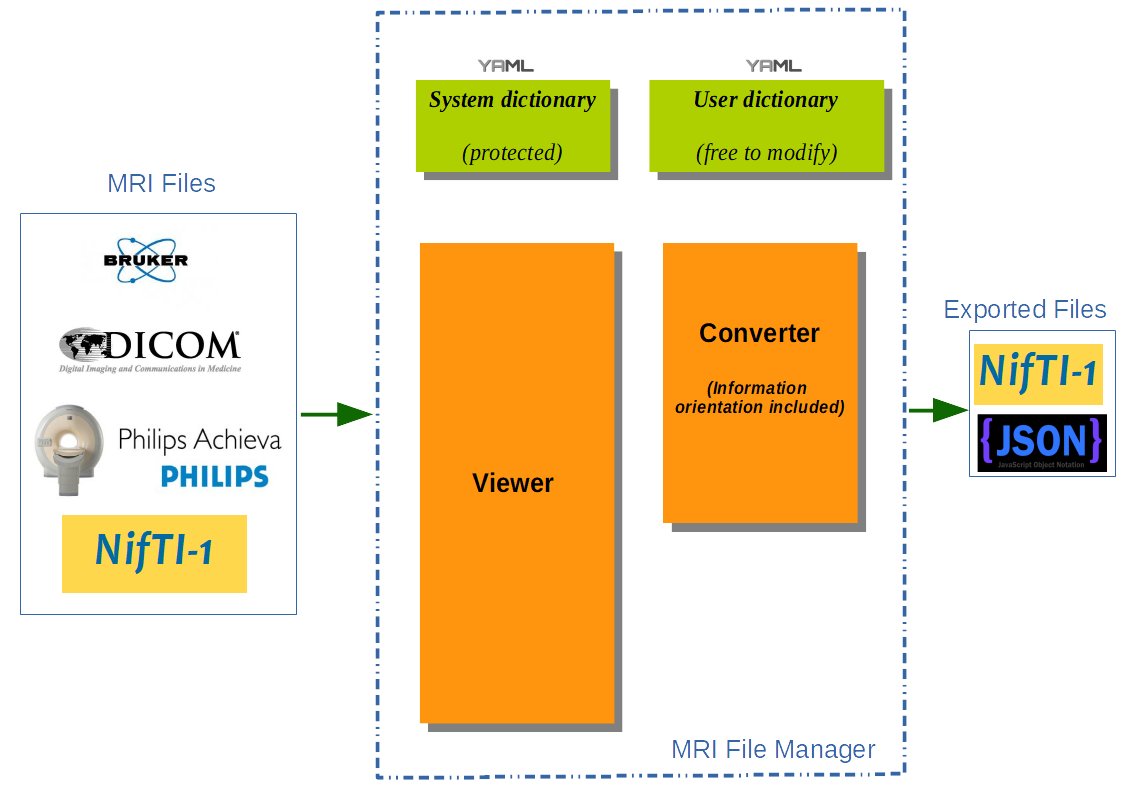 MRI Files
BRUKER
DICOM®
Digital Imaging and Communications in Medicine
Philips Achieva
PHILIPS
NifTI-1
YAML
System dictionary
(protected)
YAML
User dictionary
(free to modify)
Viewer
Converter
(Information
orientation included)
MRI File Manager
Exported Files
NifTI-1
{JSON}
JavaScript Object Notation